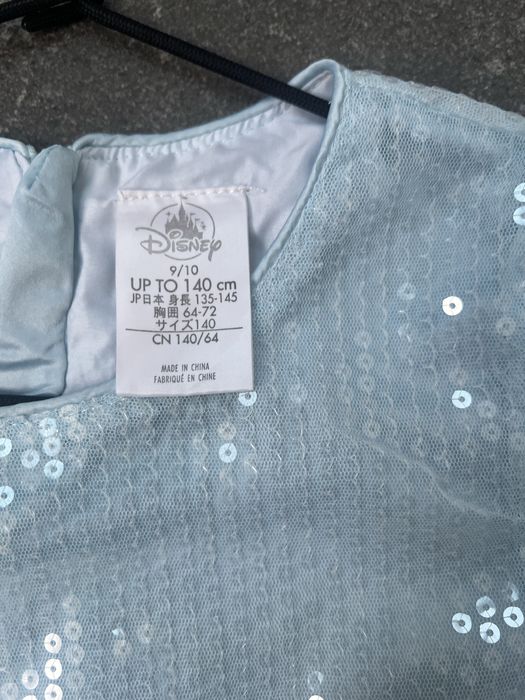 Disney
9/10
UP TO 140 cm
JP日本 身長 135-145
胸囲 64-72
サイズ140
CN 140/64
MADE IN CHINA
FABRIQUÉ EN CHINE